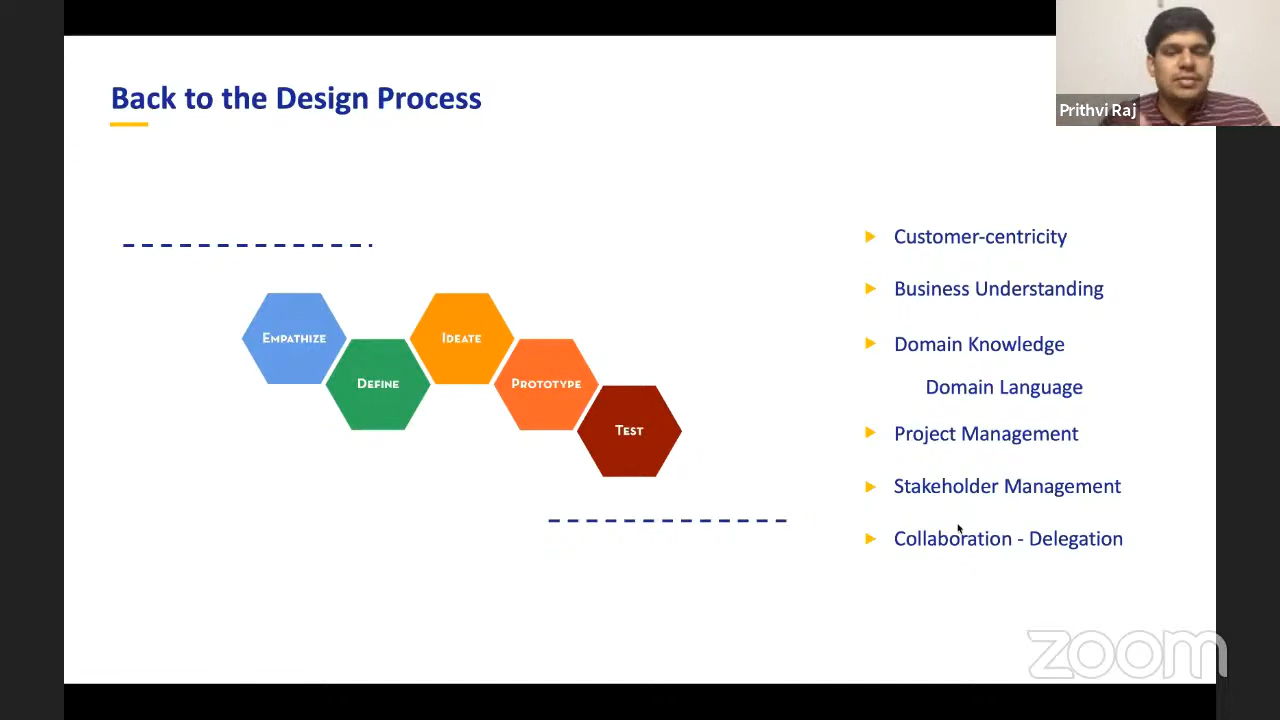 Back to the Design Process
Prithvi Raj
Customer-centricity
Business Understanding
EMPATHIZE
IDEATE
Domain Knowledge
DEFINE
PROTOTYPE
Domain Language
TEST
Project Management
Stakeholder Management
Collaboration - Delegation
zoom